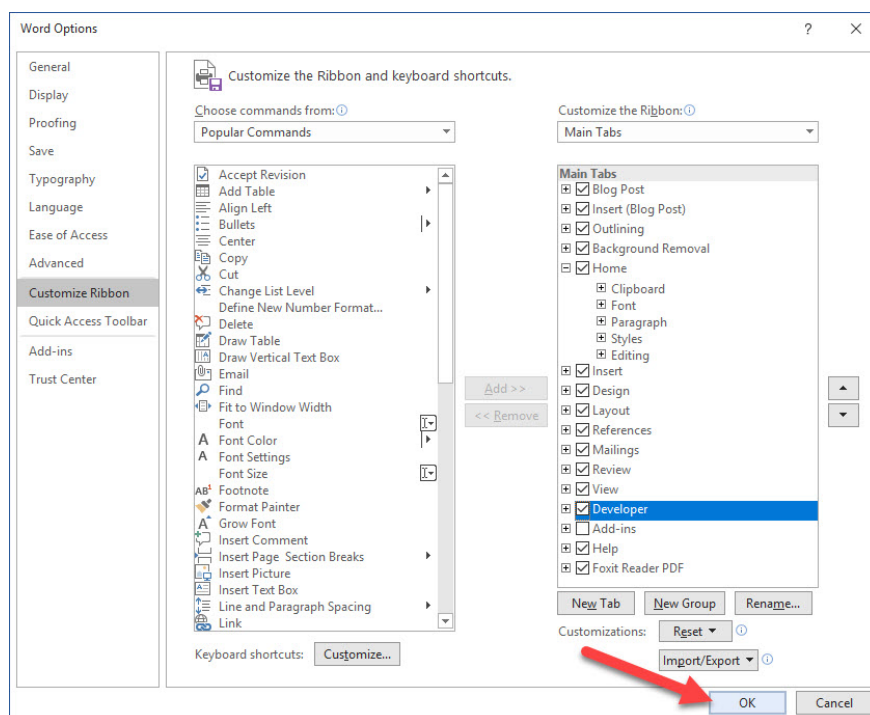 Word Options
?
General
Display
Proofing
Save
Typography
Language
Ease of Access
Advanced
Customize Ribbon
Quick Access Toolbar
Add-ins
Trust Center
Customize the Ribbon and keyboard shortcuts.
Choose commands from:
Popular Commands
Accept Revision
Add Table
Align Left
Bullets
Center
Copy
Cut
Change List Level
Define New Number Format...
Delete
Draw Table
Draw Vertical Text Box
Email
Find
Fit to Window Width
Font
Font Color
Font Settings
Font Size
Footnote
Format Painter
Grow Font
Insert Comment
Insert Page  Section Breaks
Insert Picture
Insert Text Box
Line and Paragraph Spacing
Link
Keyboard shortcuts: Customize...
Add >>
<< Remove
Customize the Ribbon:
Main Tabs
Main Tabs
Blog Post
Insert (Blog Post)
Outlining
Background Removal
Home
Clipboard
Font
Paragraph
Styles
Editing
Insert
Design
Layout
References
Mailings
Review
View
Developer
Add-ins
Help
Foxit Reader PDF
New Tab New Group Rename...
Customizations: Reset
Import/Export
OK Cancel